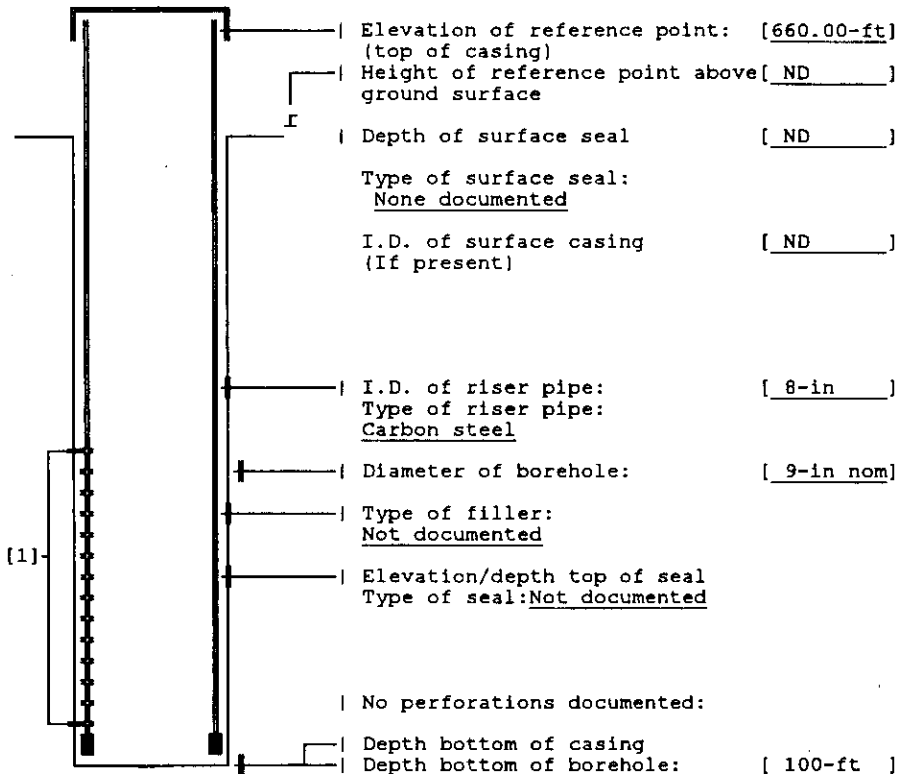 Elevation of reference point: [660.00-ft]
(top of casing)
Height of reference point above[ ND ]
ground surface
Depth of surface seal [ ND ]
Type of surface seal:
None documented
I.D. of surface casing [ ND ]
(If present)
I.D. of riser pipe: [ 8-in ]
Type of riser pipe:
Carbon steel
Diameter of borehole: [ 9-in nom]
Type of filler:
Not documented
[1]
Elevation/depth top of seal
Type of seal:Not documented
No perforations documented:
Depth bottom of casing
Depth bottom of borehole: [ 100-ft ]